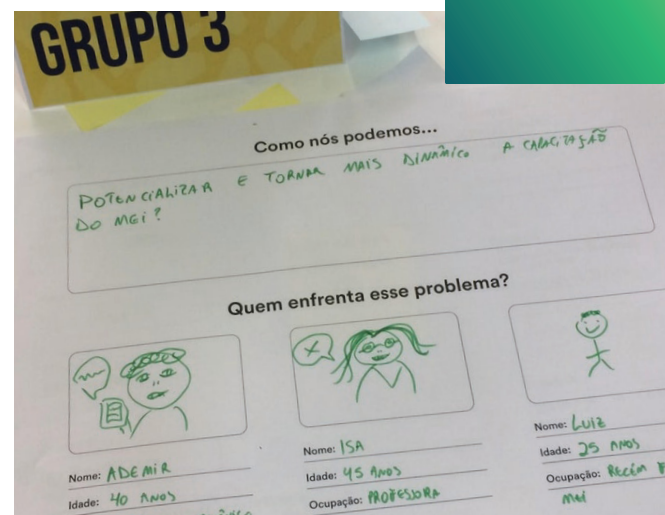 GRUPO 3
Como nós podemos...
POTENCIALIZAR E TORNAR MAIS DINÂMICO A CAPACITAÇÃO
DO MEI?
Quem enfrenta esse problema?
Nome: ADEMIR
Idade: 40 ANOS
Nome: ISA
Idade: 45 ANOS
Ocupação: PROFESSORA
Nome: LUIZ
Idade: 25 ANOS
Ocupação: RECÉM
MEI